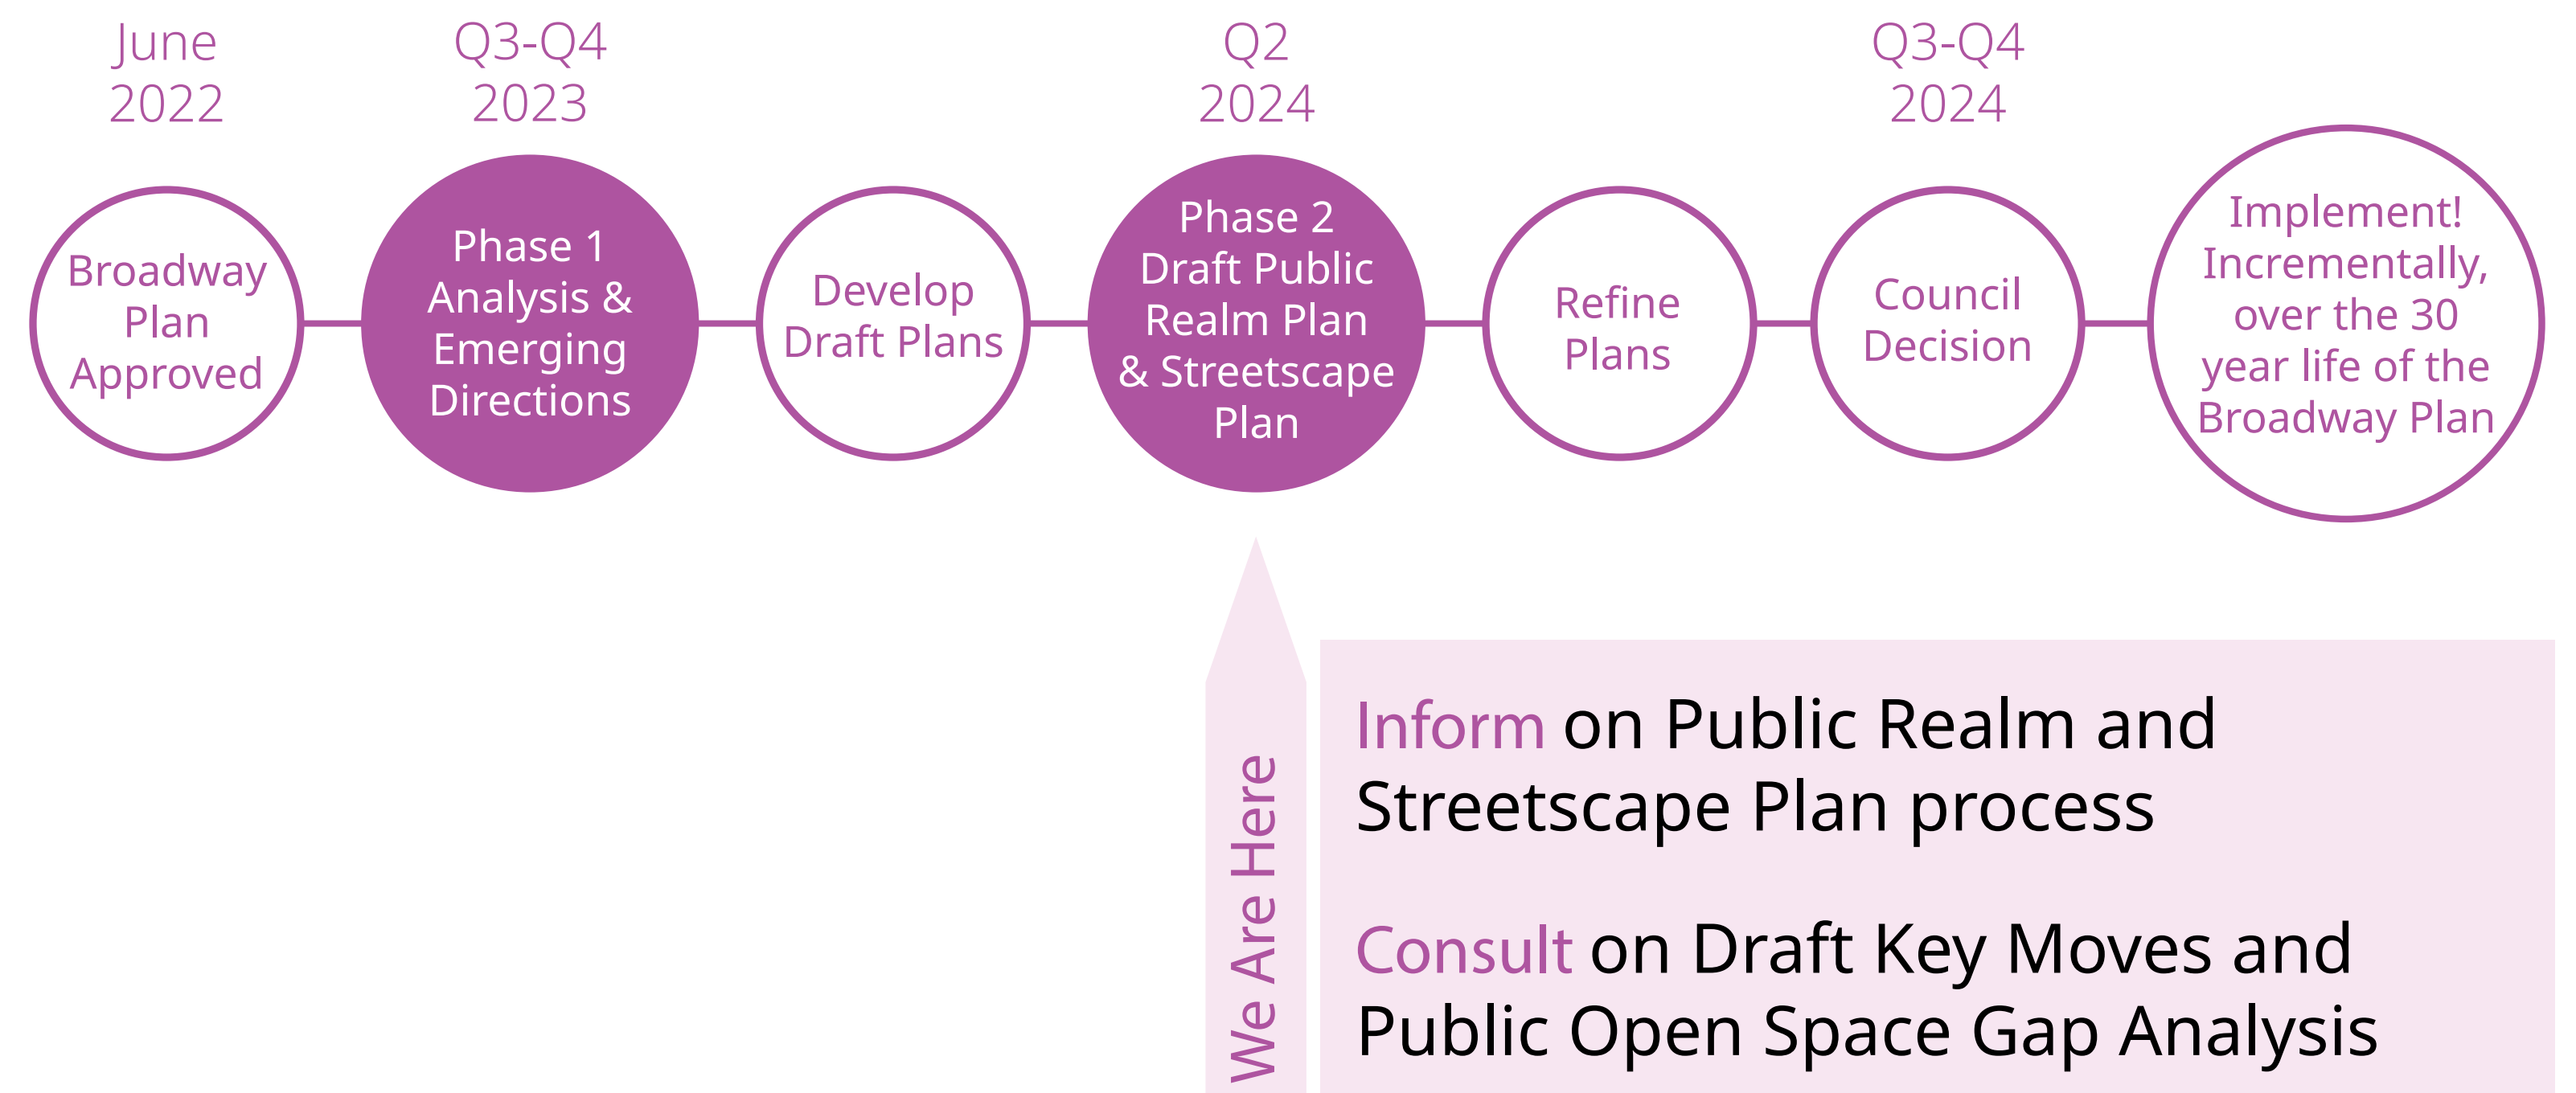 June
2022
Q3-Q4
2023
Q2
2024
Q3-Q4
2024
Broadway
Plan
Approved
Phase 1
Analysis &
Emerging
Directions
Develop
Draft Plans
Phase 2
Draft Public
Realm Plan
& Streetscape
Plan
Refine
Plans
Council
Decision
Implement!
Incrementally,
over the 30
year life of the
Broadway Plan
We Are Here
Inform on Public Realm and
Streetscape Plan process
Consult on Draft Key Moves and
Public Open Space Gap Analysis